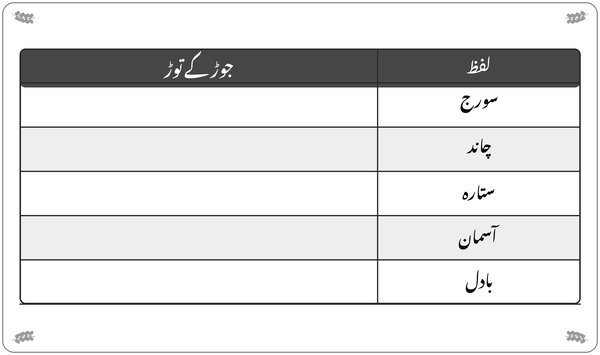 لفظ	جوڑ کے توڑ
سورج
چاند
ستارہ
آسمان
بادل